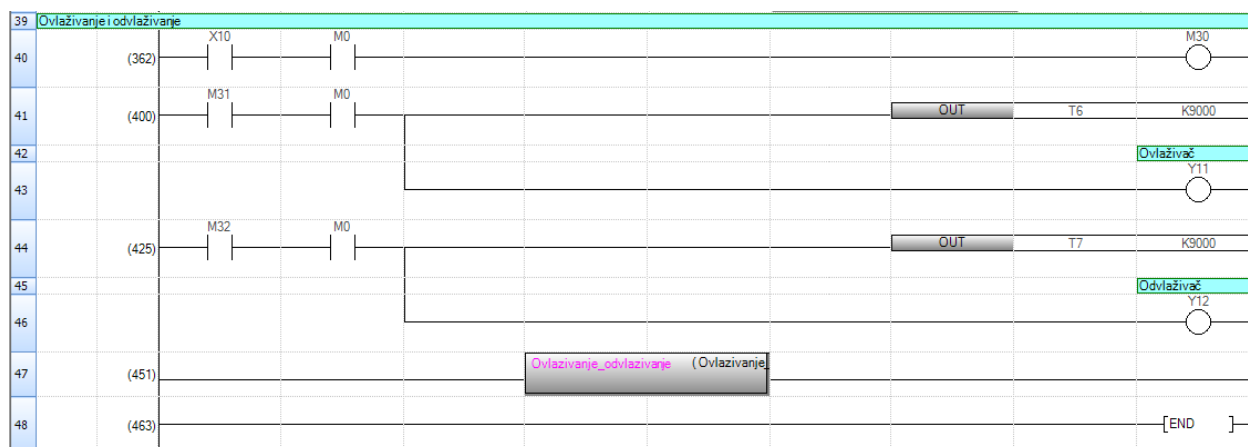 39 Ovlaživanje i odvlaživanje
X10 M0 M30
40 (362)
M31 M0
41 (400) OUT T6 K9000
42 Ovlaživač
Y11
43
M32 M0
44 (425) OUT T7 K9000
45 Odvlaživač
Y12
46
47 (451) Ovlazivanje_odvlazivanje (Ovlazivanje_
48 (463) [END ]